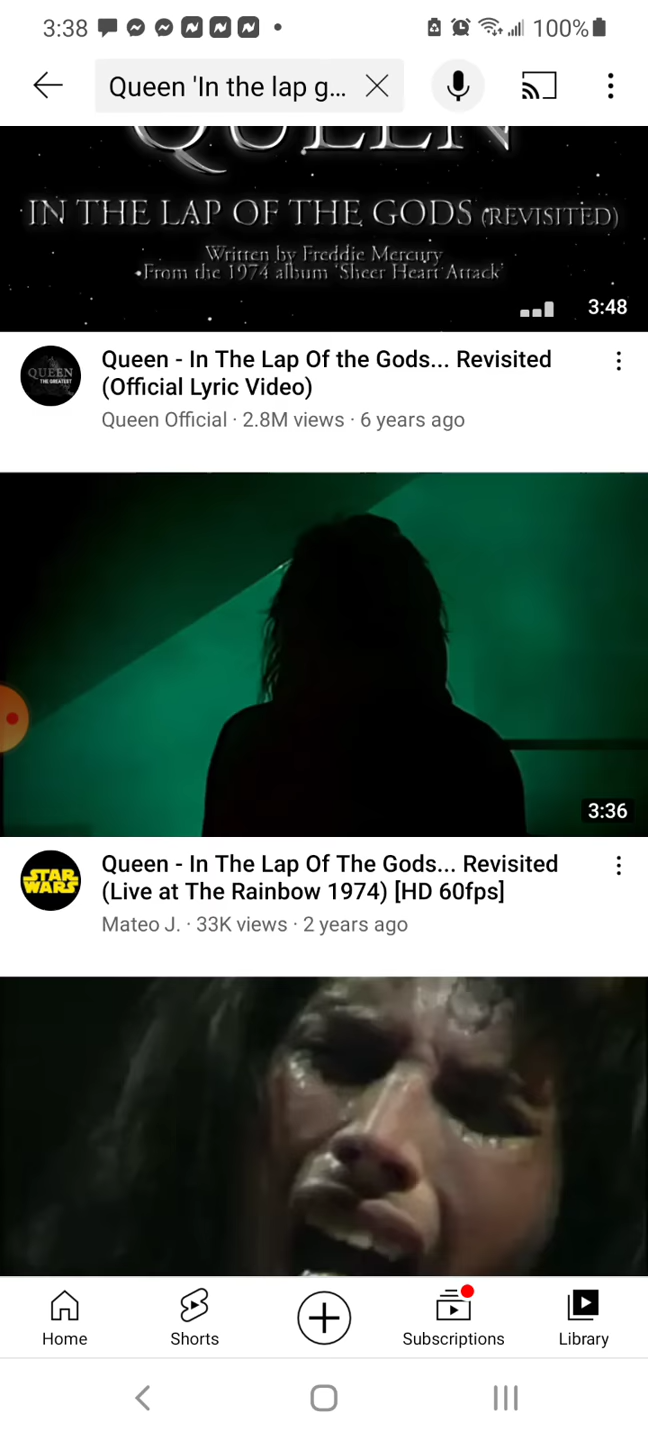 3:38
100%
Queen 'In the lap g...
QUEEN
IN THE LAP OF THE GODS (REVISITED)
Written by Freddie Mercury
From the 1974 album 'Sheer Heart Attack'
3:48
QUEEN
THE GREATEST
Queen - In The Lap Of the Gods... Revisited
(Official Lyric Video)
Queen Official · 2.8M views · 6 years ago
3:36
STAR
WARS
Queen - In The Lap Of The Gods... Revisited
(Live at The Rainbow 1974) [HD 60fps]
Mateo J. · 33K views · 2 years ago
Home
Shorts
Subscriptions
Library